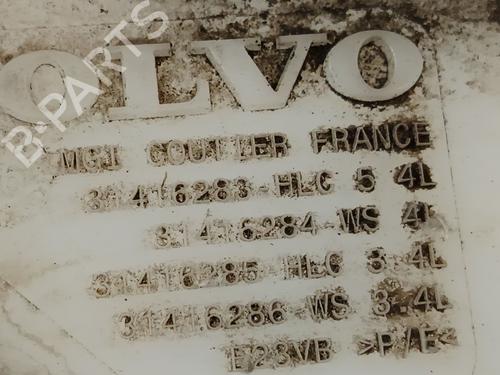 OLVO
B-PARTS
MGI COUTIER FRANCE
31416283-HLC 5.4L
31416284-WS 4L
31416285-HLC 3.4L
31416286-WS 3.4L
E23VB >P/E<